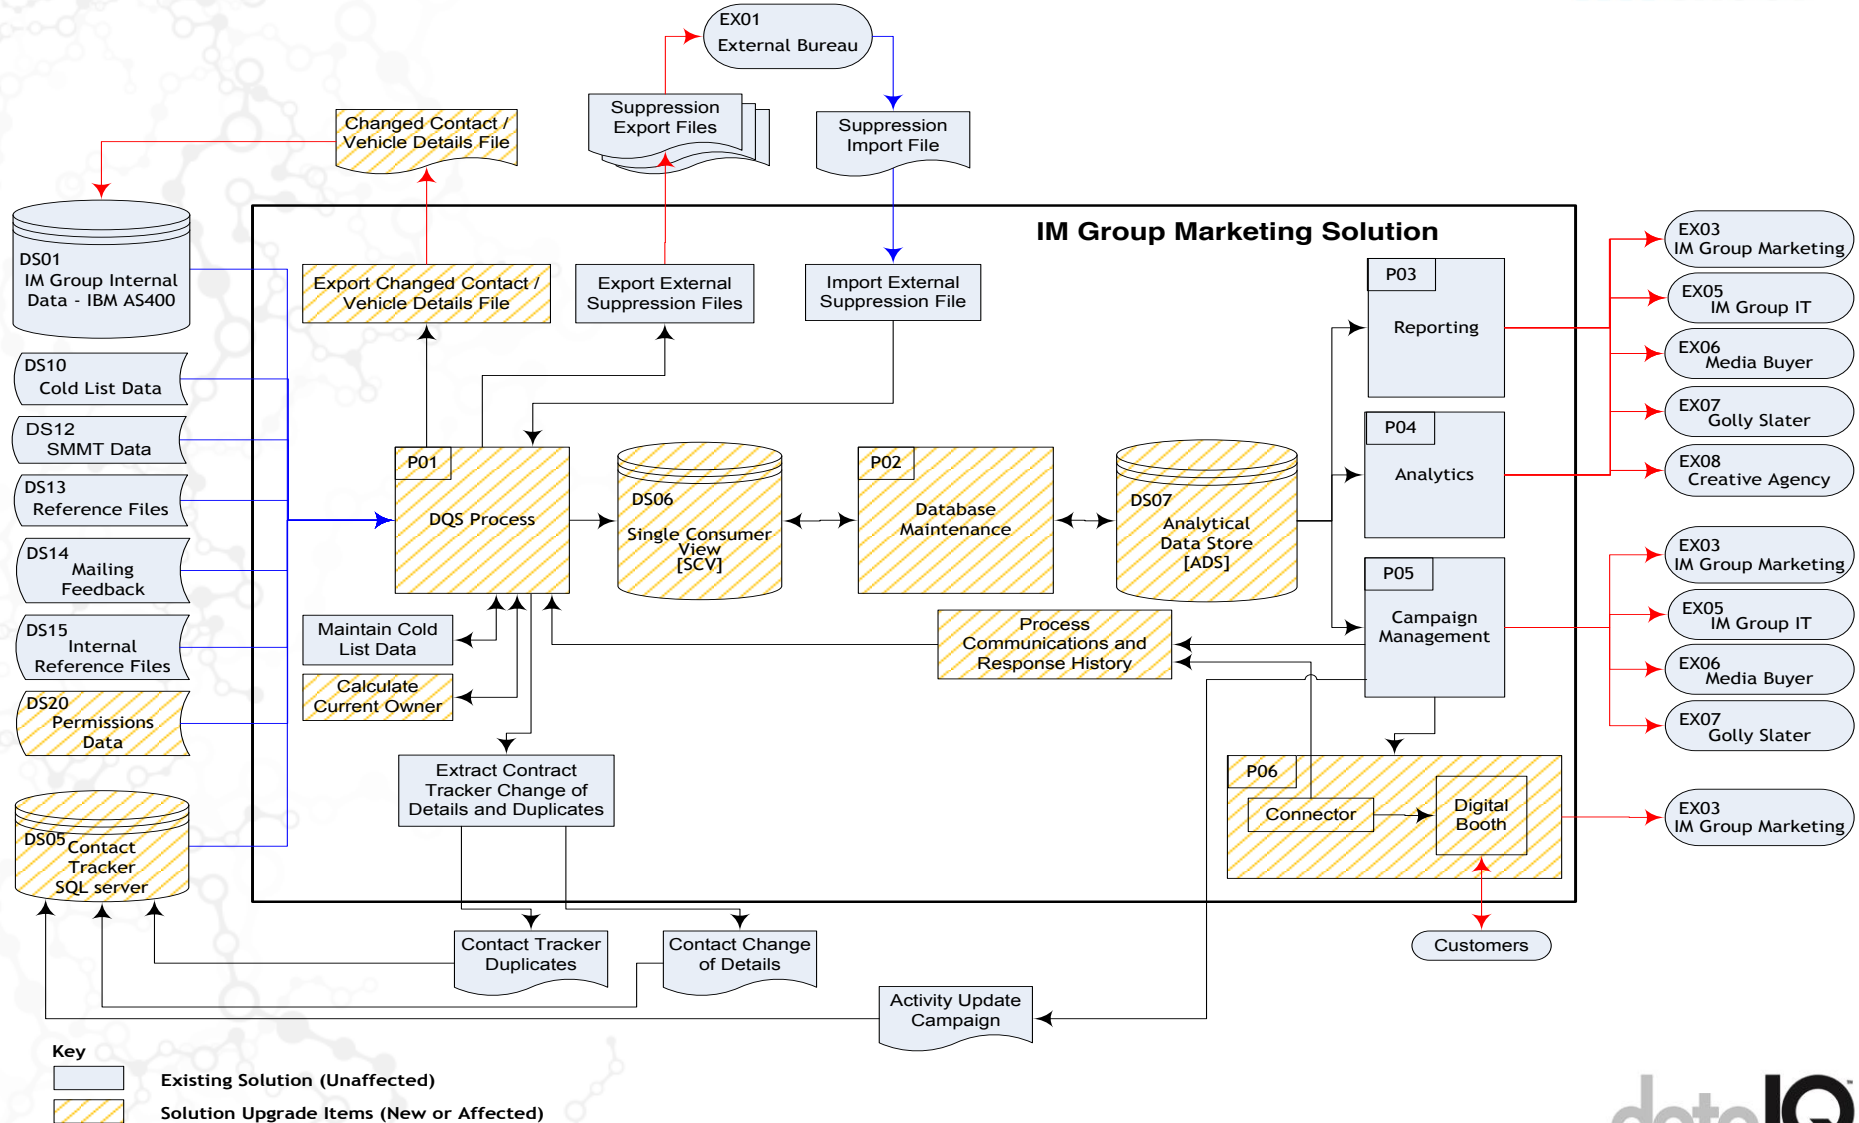 EX01
External Bureau
Suppression
Export Files
Suppression
Import File
Changed Contact /
Vehicle Details File
IM Group Marketing Solution
DS01
IM Group Internal
Data - IBM AS400
Export Changed Contact /
Vehicle Details File
Export External
Suppression Files
Import External
Suppression File
P03
Reporting
EX03
IM Group Marketing
EX05
IM Group IT
EX06
Media Buyer
EX07
Golly Slater
EX08
Creative Agency
DS10
Cold List Data
DS12
SMMT Data
DS13
Reference Files
DS14
Mailing
Feedback
DS15
Internal
Reference Files
DS20
Permissions
Data
DS05
Contact
Tracker
SQL server
P01
DQS Process
DS06
Single Consumer
View
[SCV]
P02
Database
Maintenance
DS07
Analytical
Data Store
[ADS]
P04
Analytics
P05
Campaign
Management
EX03
IM Group Marketing
EX05
IM Group IT
EX06
Media Buyer
EX07
Golly Slater
Maintain Cold
List Data
Calculate
Current Owner
Process
Communications and
Response History
Extract Contract
Tracker Change of
Details and Duplicates
P06
Connector
Digital
Booth
EX03
IM Group Marketing
Contact Tracker
Duplicates
Contact Change
of Details
Customers
Activity Update
Campaign
Key
Existing Solution (Unaffected)
Solution Upgrade Items (New or Affected)
dataIQ™